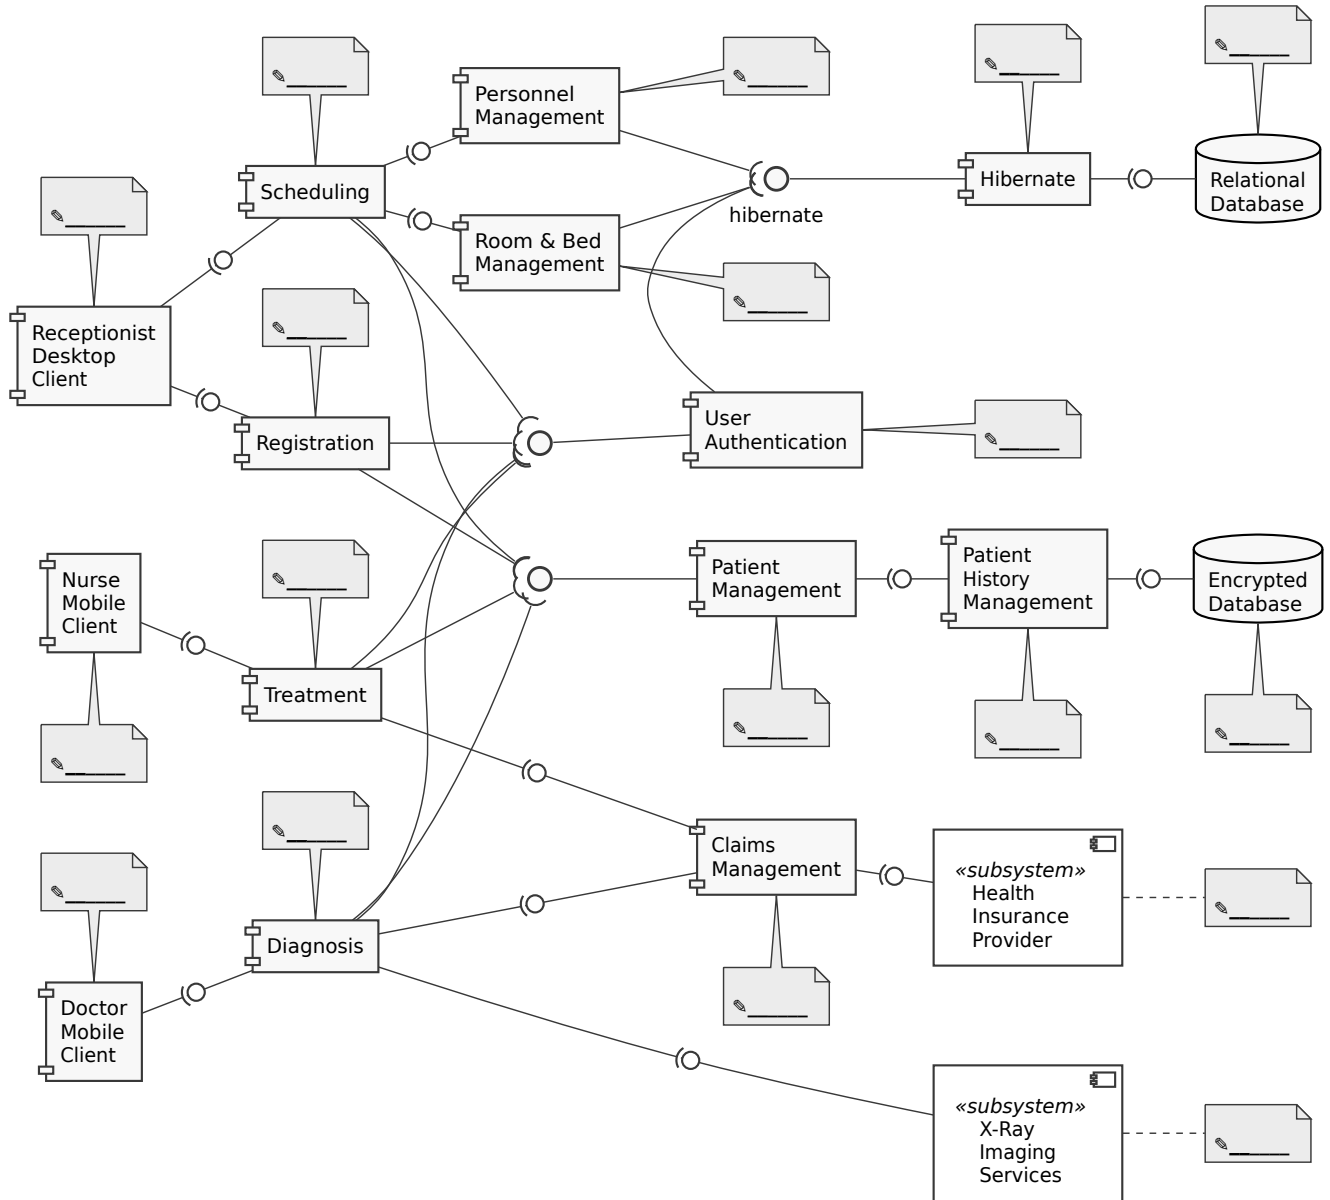 Personnel
Management
Scheduling
Hibernate
Relational
Database
hibernate
Room & Bed
Management
Receptionist
Desktop
Client
User
Authentication
Registration
Nurse
Mobile
Client
Patient
Management
Patient
History
Management
Encrypted
Database
Treatment
Claims
Management
«subsystem»
Health
Insurance
Provider
Diagnosis
Doctor
Mobile
Client
«subsystem»
X-Ray
Imaging
Services